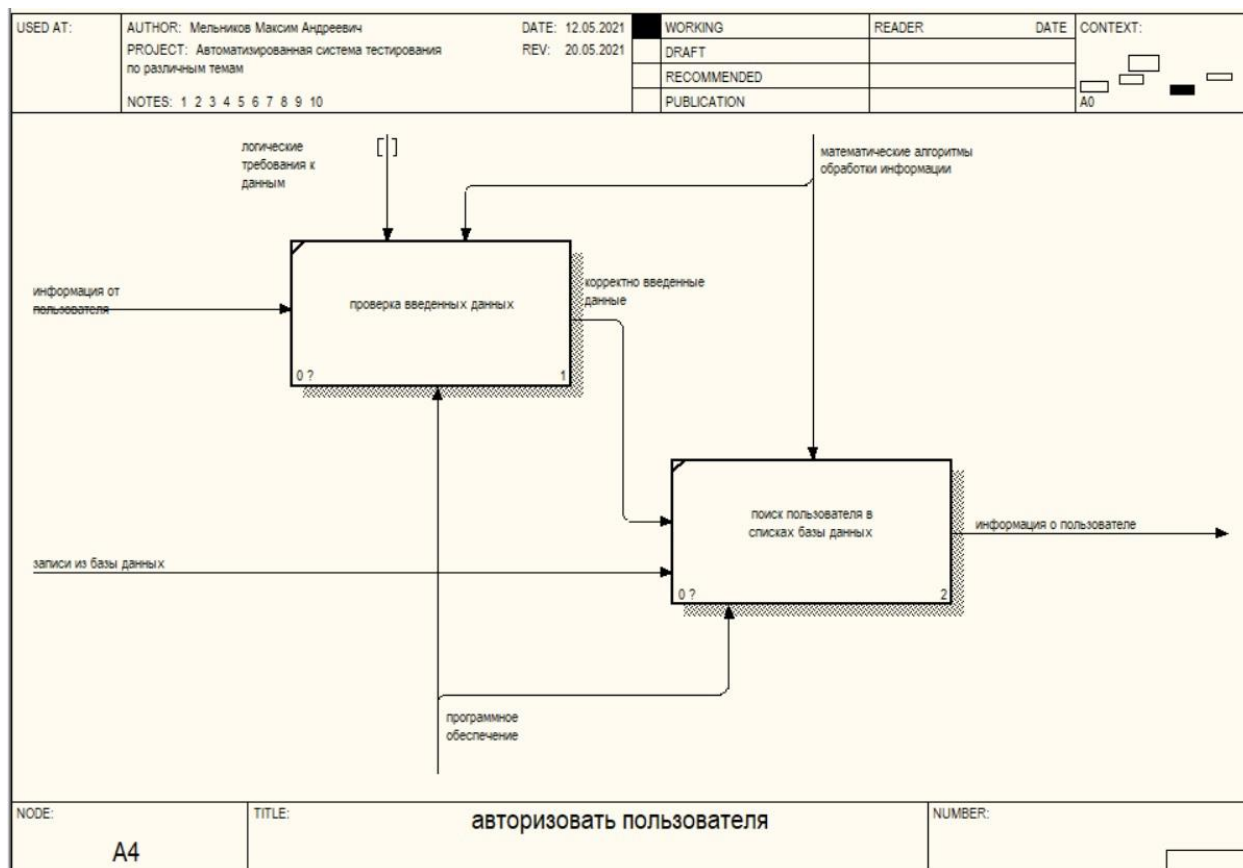 USED AT:
AUTHOR: Мельников Максим Андреевич
DATE: 12.05.2021
PROJECT: Автоматизированная система тестирования
REV: 20.05.2021
по различным темам
NOTES: 1 2 3 4 5 6 7 8 9 10
WORKING
DRAFT
RECOMMENDED
PUBLICATION
READER
DATE
CONTEXT:
A0
логические
требования к
данным
математические алгоритмы
обработки информации
информация от
пользователя
проверка введенных данных
0 ?
1
корректно введенные
данные
поиск пользователя в
списках базы данных
0 ?
2
информация о пользователе
записи из базы данных
программное
обеспечение
NODE:
A4
TITLE:
авторизовать пользователя
NUMBER: